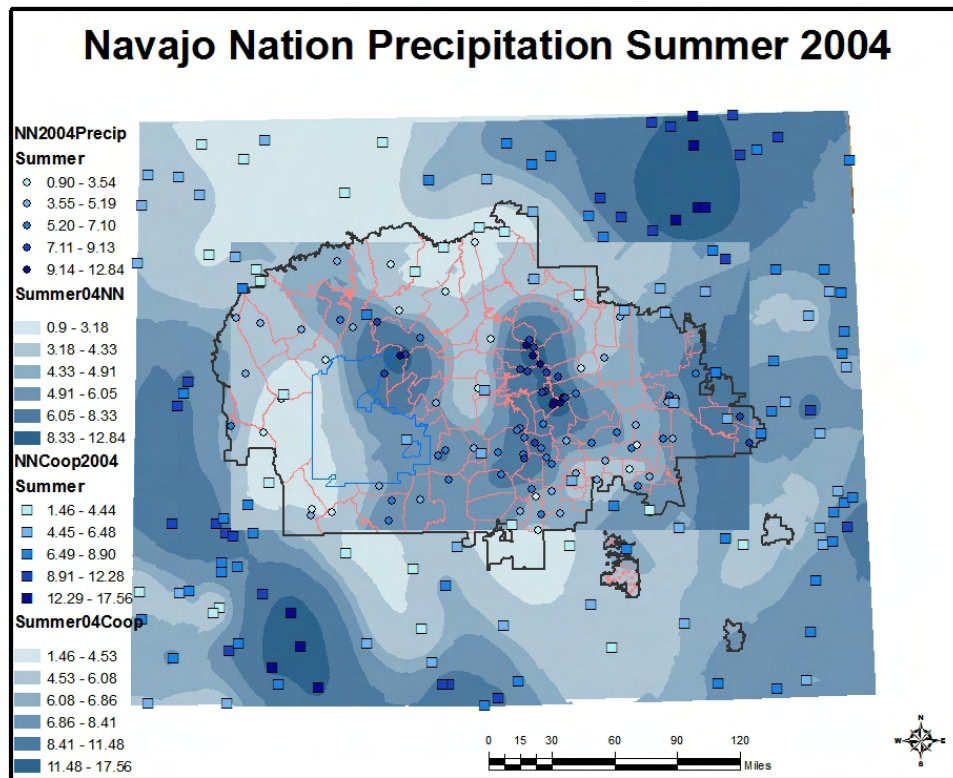 Navajo Nation Precipitation Summer 2004
NN2004Precip
Summer
0.90 - 3.54
3.55 - 5.19
5.20 - 7.10
7.11 - 9.13
9.14 - 12.84
Summer04NN
0.9 - 3.18
3.18 - 4.33
4.33 - 4.91
4.91 - 6.05
6.05 - 8.33
8.33 - 12.84
NNCoop2004
Summer
1.46 - 4.44
4.45 - 6.48
6.49 - 8.90
8.91 - 12.28
12.29 - 17.56
Summer04Coop
1.46 - 4.53
4.53 - 6.08
6.08 - 6.86
6.86 - 8.41
8.41 - 11.48
11.48 - 17.56
0 15 30 60 90 120
Miles
N
W E
S